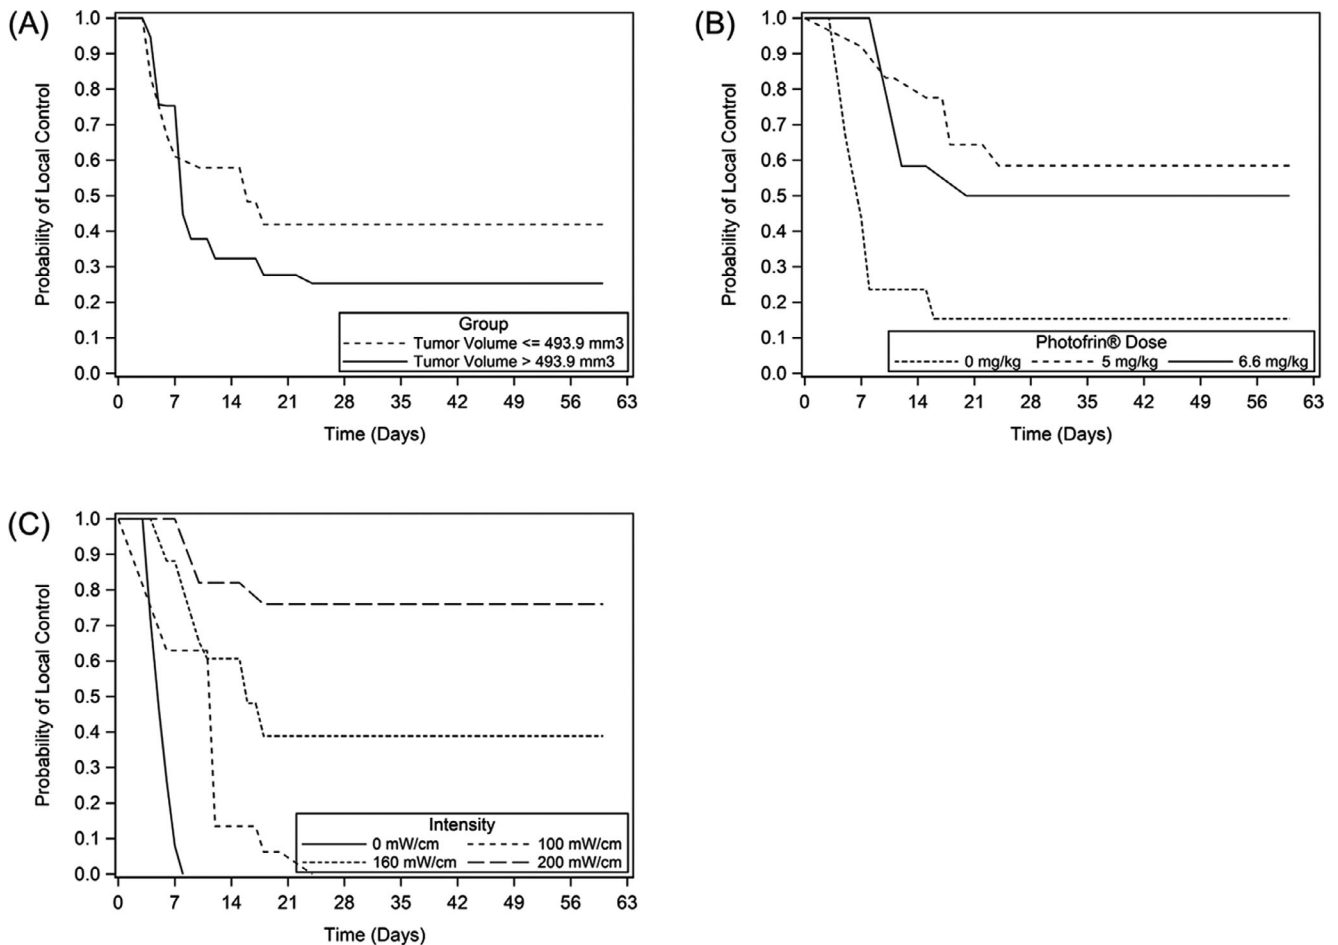 (A)
Probability of Local Control
1.0
0.9
0.8
0.7
0.6
0.5
0.4
0.3
0.2
0.1
0.0
Group
Tumor Volume <= 493.9 mm3
Tumor Volume > 493.9 mm3
0 7 14 21 28 35 42 49 56 63
Time (Days)
(B)
Probability of Local Control
1.0
0.9
0.8
0.7
0.6
0.5
0.4
0.3
0.2
0.1
0.0
Photofrin® Dose
0 mg/kg 5 mg/kg 6.6 mg/kg
0 7 14 21 28 35 42 49 56 63
Time (Days)
(C)
Probability of Local Control
1.0
0.9
0.8
0.7
0.6
0.5
0.4
0.3
0.2
0.1
0.0
Intensity
0 mW/cm 100 mW/cm
160 mW/cm 200 mW/cm
0 7 14 21 28 35 42 49 56 63
Time (Days)